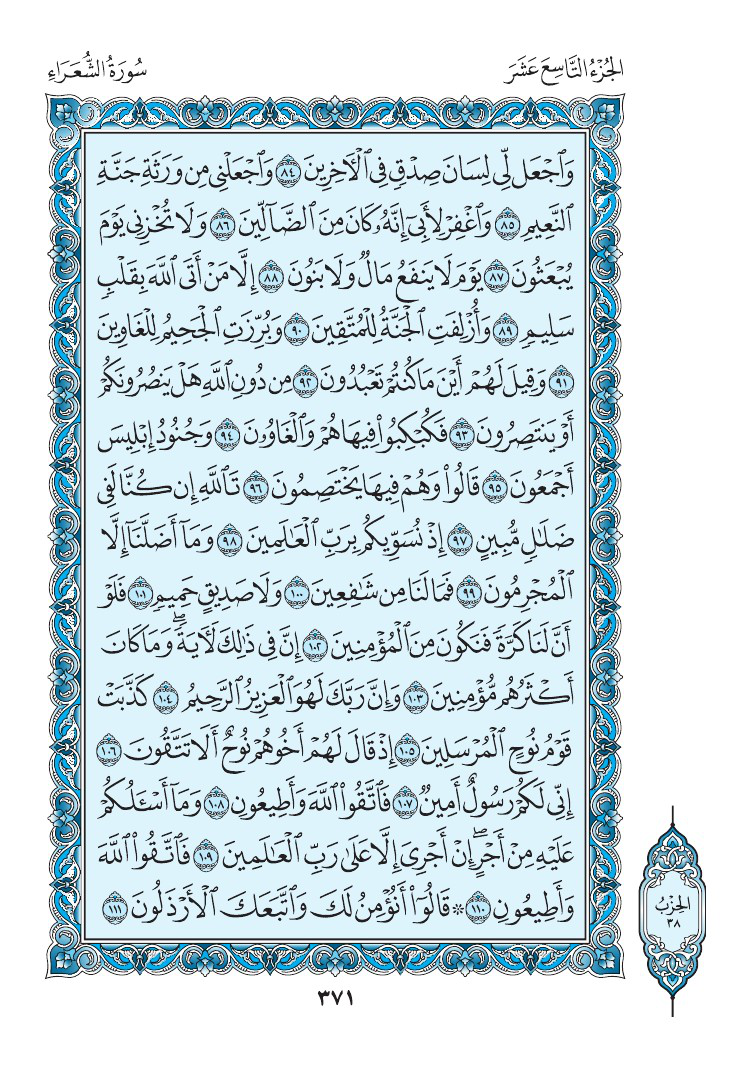 الجُزْءُ التَّاسِعَ عَشَرَ
سُورَةُ الشُّعَرَاءِ
وَٱجۡعَل لِّي لِسَانَ صِدۡقٖ فِي ٱلۡأٓخِرِينَ ٨٤ وَٱجۡعَلۡنِي مِن وَرَثَةِ جَنَّةِ
ٱلنَّعِيمِ ٨٥ وَٱغۡفِرۡ لِأَبِيٓ إِنَّهُۥ كَانَ مِنَ ٱلضَّآلِّينَ ٨٦ وَلَا تُخۡزِنِي يَوۡمَ
يُبۡعَثُونَ ٨٧ يَوۡمَ لَا يَنفَعُ مَالٞ وَلَا بَنُونَ ٨٨ إِلَّا مَنۡ أَتَى ٱللَّهَ بِقَلۡبٖ
سَلِيمٖ ٨٩ وَأُزۡلِفَتِ ٱلۡجَنَّةُ لِلۡمُتَّقِينَ ٩٠ وَبُرِّزَتِ ٱلۡجَحِيمُ لِلۡغَاوِينَ
٩١ وَقِيلَ لَهُمۡ أَيۡنَ مَا كُنتُمۡ تَعۡبُدُونَ ٩٢ مِن دُونِ ٱللَّهِ هَلۡ يَنصُرُونَكُمۡ
أَوۡ يَنتَصِرُونَ ٩٣ فَكُبۡكِبُواْ فِيهَا هُمۡ وَٱلۡغَاوُۥنَ ٩٤ وَجُنُودُ إِبۡلِيسَ
أَجۡمَعُونَ ٩٥ قَالُواْ وَهُمۡ فِيهَا يَخۡتَصِمُونَ ٩٦ تَٱللَّهِ إِن كُنَّا لَفِي
ضَلَٰلٖ مُّبِينٍ ٩٧ إِذۡ نُسَوِّيكُم بِرَبِّ ٱلۡعَٰلَمِينَ ٩٨ وَمَآ أَضَلَّنَآ إِلَّا
ٱلۡمُجۡرِمُونَ ٩٩ فَمَا لَنَا مِن شَٰفِعِينَ ١٠٠ وَلَا صَدِيقٍ حَمِيمٖ ١٠١ فَلَوۡ
أَنَّ لَنَا كَرَّةٗ فَنَكُونَ مِنَ ٱلۡمُؤۡمِنِينَ ١٠٢ إِنَّ فِي ذَٰلِكَ لَأٓيَةٗۖ وَمَا كَانَ
أَكۡثَرُهُم مُّؤۡمِنِينَ ١٠٣ وَإِنَّ رَبَّكَ لَهُوَ ٱلۡعَزِيزُ ٱلرَّحِيمُ ١٠٤ كَذَّبَتۡ
قَوۡمُ نُوحٍ ٱلۡمُرۡسَلِينَ ١٠٥ إِذۡ قَالَ لَهُمۡ أَخُوهُمۡ نُوحٌ أَلَا تَتَّقُونَ ١٠٦
إِنِّي لَكُمۡ رَسُولٌ أَمِينٞ ١٠٧ فَٱتَّقُواْ ٱللَّهَ وَأَطِيعُونِ ١٠٨ وَمَآ أَسۡـَٔلُكُمۡ
عَلَيۡهِ مِنۡ أَجۡرٍۖ إِنۡ أَجۡرِيَ إِلَّا عَلَىٰ رَبِّ ٱلۡعَٰلَمِينَ ١٠٩ فَٱتَّقُواْ ٱللَّهَ
وَأَطِيعُونِ ١١٠ ۞ قَالُوٓاْ أَنُؤۡمِنُ لَكَ وَٱتَّبَعَكَ ٱلۡأَرۡذَلُونَ ١١١
الحِزْبُ
٣٨
٣٧١